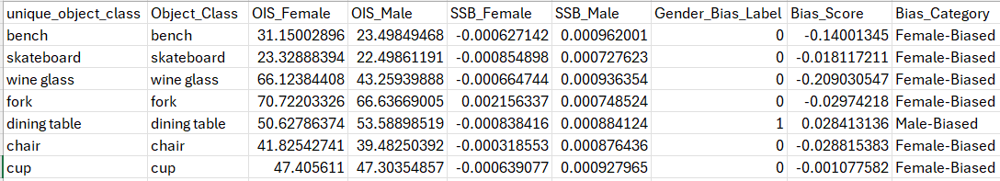 unique_object_class Object_Class OIS_Female OIS_Male SSB_Female SSB_Male Gender_Bias_Label Bias_Score Bias_Category
bench bench 31.15002896 23.49849468 -0.000627142 0.000962001 0 -0.14001345 Female-Biased
skateboard skateboard 23.32888394 22.49861191 -0.000854898 0.000727623 0 -0.018117211 Female-Biased
wine glass wine glass 66.12384408 43.25939888 -0.000664744 0.000936354 0 -0.209030547 Female-Biased
fork fork 70.72203326 66.63669005 0.002156337 0.000748524 0 -0.02974218 Female-Biased
dining table dining table 50.62786374 53.58898519 -0.000838416 0.000884124 1 0.028413136 Male-Biased
chair chair 41.82542741 39.48250392 -0.000318553 0.000876436 0 -0.028815383 Female-Biased
cup cup 47.405611 47.30354857 -0.000639077 0.000927965 0 -0.001077582 Female-Biased